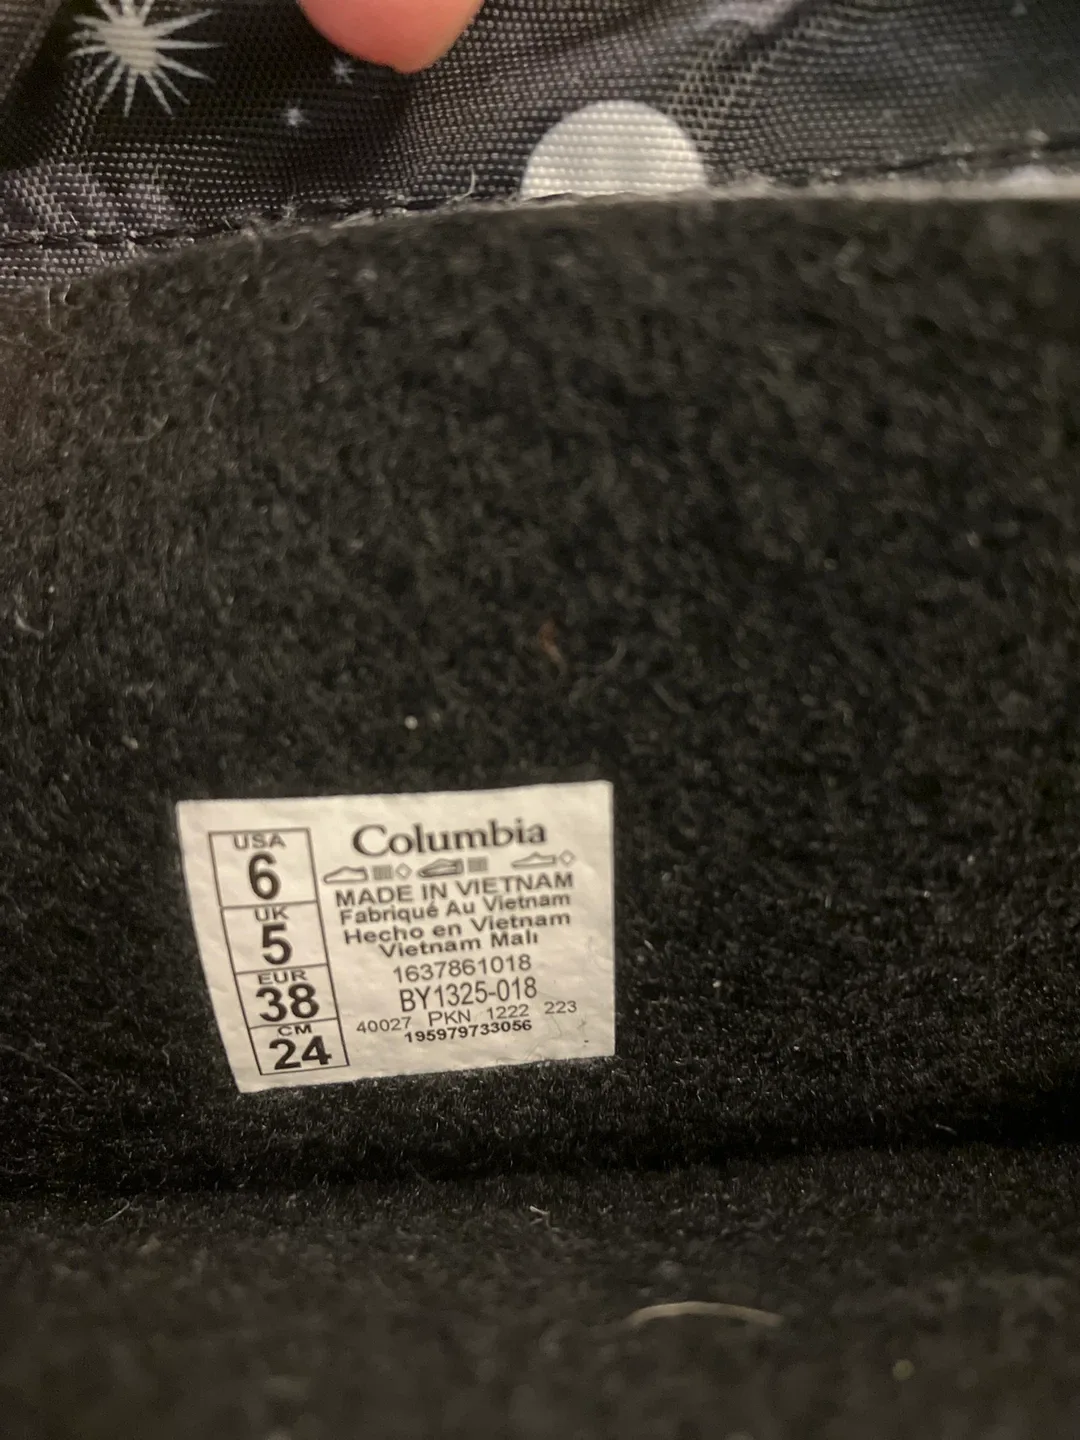 USA
6
UK
5
EUR
38
CM
24
Columbia
MADE IN VIETNAM
Fabriqué Au Vietnam
Hecho en Vietnam
Vietnam Malı
1637861018
BY1325-018
40027 PKN 1222 223
195979733056